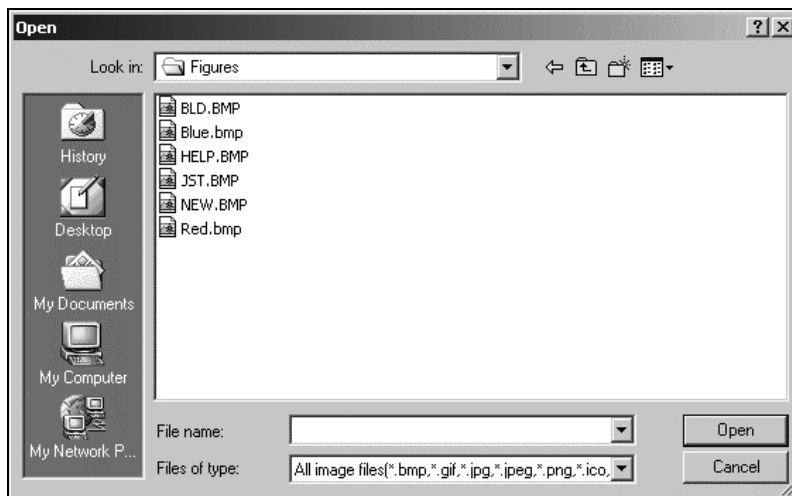 Open
Look in: Figures
History
Desktop
My Documents
My Computer
My Network P...
BLD.BMP
Blue.bmp
HELP.BMP
JST.BMP
NEW.BMP
Red.bmp
File name:
Open
Files of type: All image files(*.bmp,*.gif,*.jpg,*.jpeg,*.png,*.ico,
Cancel